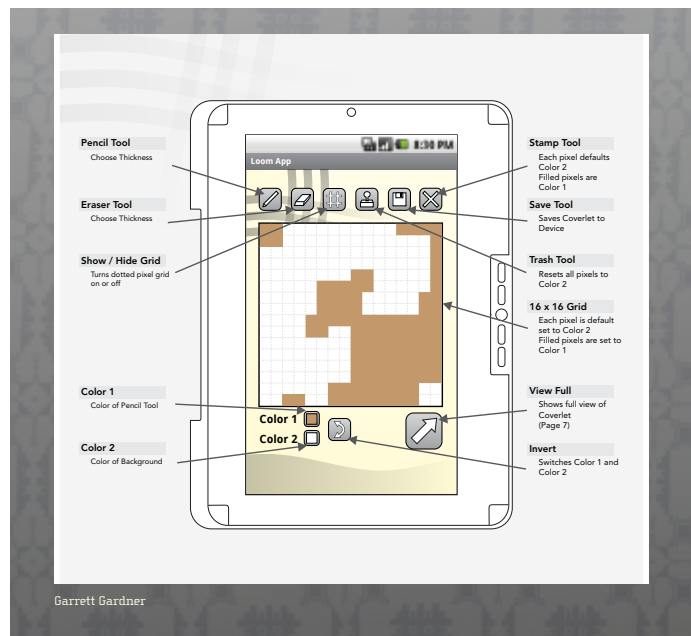 8:30 PM
Loom App
Pencil Tool
Choose Thickness
Eraser Tool
Choose Thickness
Show / Hide Grid
Turns dotted pixel grid
on or off
Color 1
Color of Pencil Tool
Color 2
Color of Background
Color 1
Color 2
Stamp Tool
Each pixel defaults
Color 2
Filled pixels are
Color 1
Save Tool
Saves Coverlet to
Device
Trash Tool
Resets all pixels to
Color 2
16 x 16 Grid
Each pixel is default
set to Color 2
Filled pixels are set to
Color 1
View Full
Shows full view of
Coverlet
(Page 7)
Invert
Switches Color 1 and
Color 2
Garrett Gardner